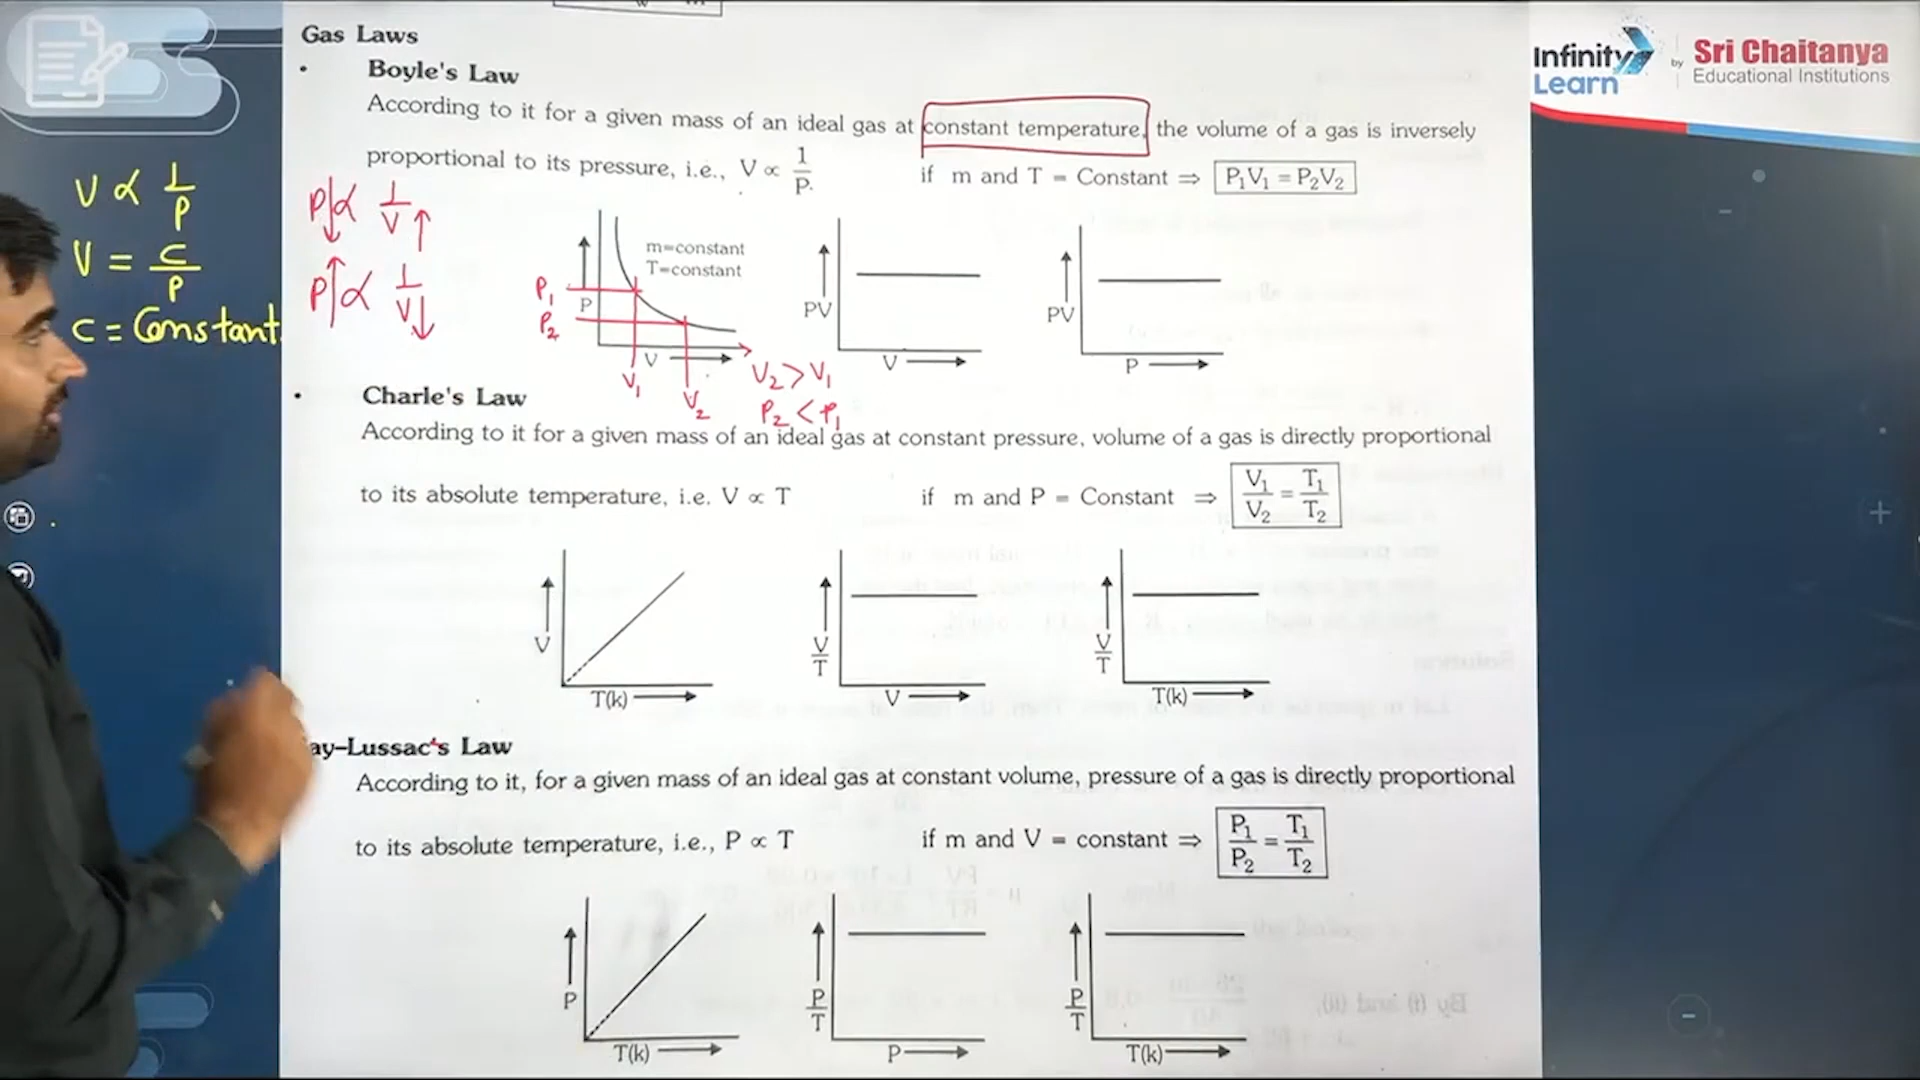 Gas Laws
• Boyle's Law
According to it for a given mass of an ideal gas at constant temperature, the volume of a gas is inversely
proportional to its pressure, i.e., V ∝ 1/P. if m and T = Constant ⇒ P₁V₁ = P₂V₂
V ∝ 1/P
V = C/P
C = Constant.
P ∝ 1/V
P ∝ 1/V
m=constant
T=constant
P₁
P₂
P
V
V₁
V₂
V₂ > V₁
P₂ < P₁
PV
V
PV
P
• Charle's Law
According to it for a given mass of an ideal gas at constant pressure, volume of a gas is directly proportional
to its absolute temperature, i.e. V ∝ T if m and P = Constant ⇒ V₁/V₂ = T₁/T₂
V
T(k)
V/T
V
V/T
T(k)
ay–Lussac's Law
According to it, for a given mass of an ideal gas at constant volume, pressure of a gas is directly proportional
to its absolute temperature, i.e., P ∝ T if m and V = constant ⇒ P₁/P₂ = T₁/T₂
P
T(k)
P/T
P
P/T
T(k)
Infinity Learn by Sri Chaitanya
Educational Institutions